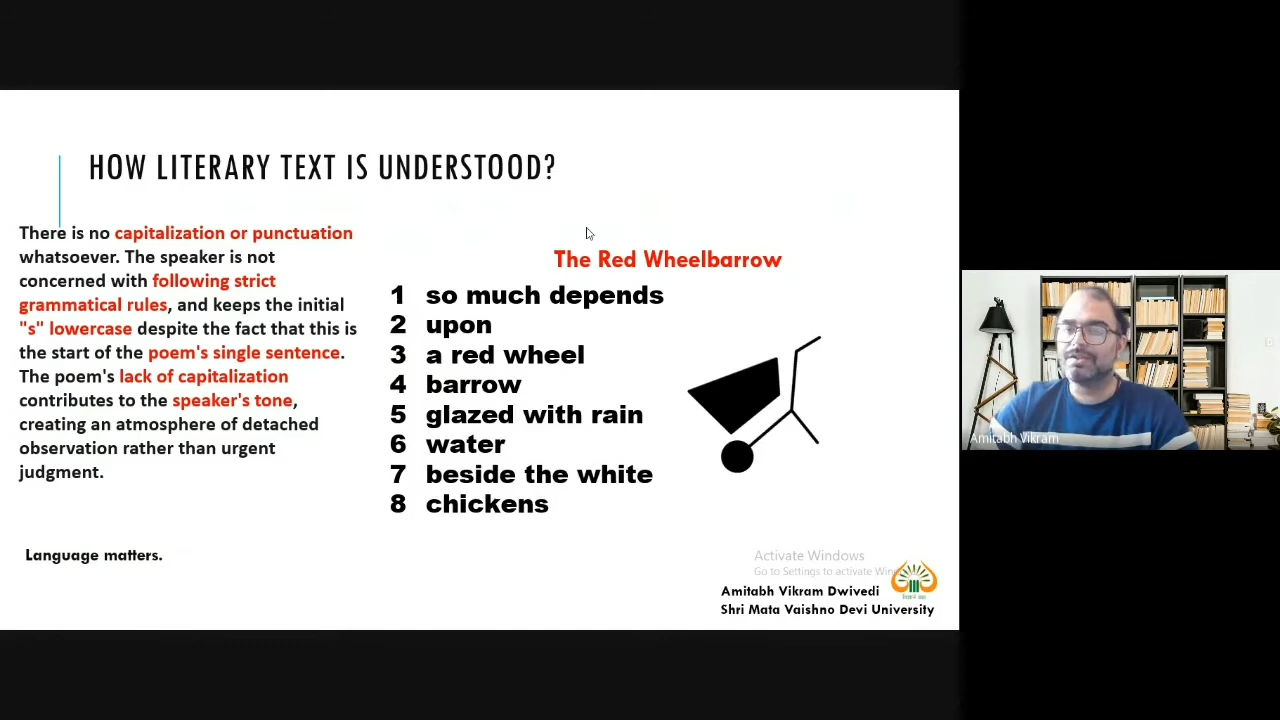 HOW LITERARY TEXT IS UNDERSTOOD?
There is no capitalization or punctuation
whatsoever. The speaker is not
concerned with following strict
grammatical rules, and keeps the initial
"s" lowercase despite the fact that this is
the start of the poem's single sentence.
The poem's lack of capitalization
contributes to the speaker's tone,
creating an atmosphere of detached
observation rather than urgent
judgment.
Language matters.
The Red Wheelbarrow
1 so much depends
2 upon
3 a red wheel
4 barrow
5 glazed with rain
6 water
7 beside the white
8 chickens
Activate Windows
Go to Settings to activate
Amitabh Vikram Dwivedi
Shri Mata Vaishno Devi University
Amitabh Vikram